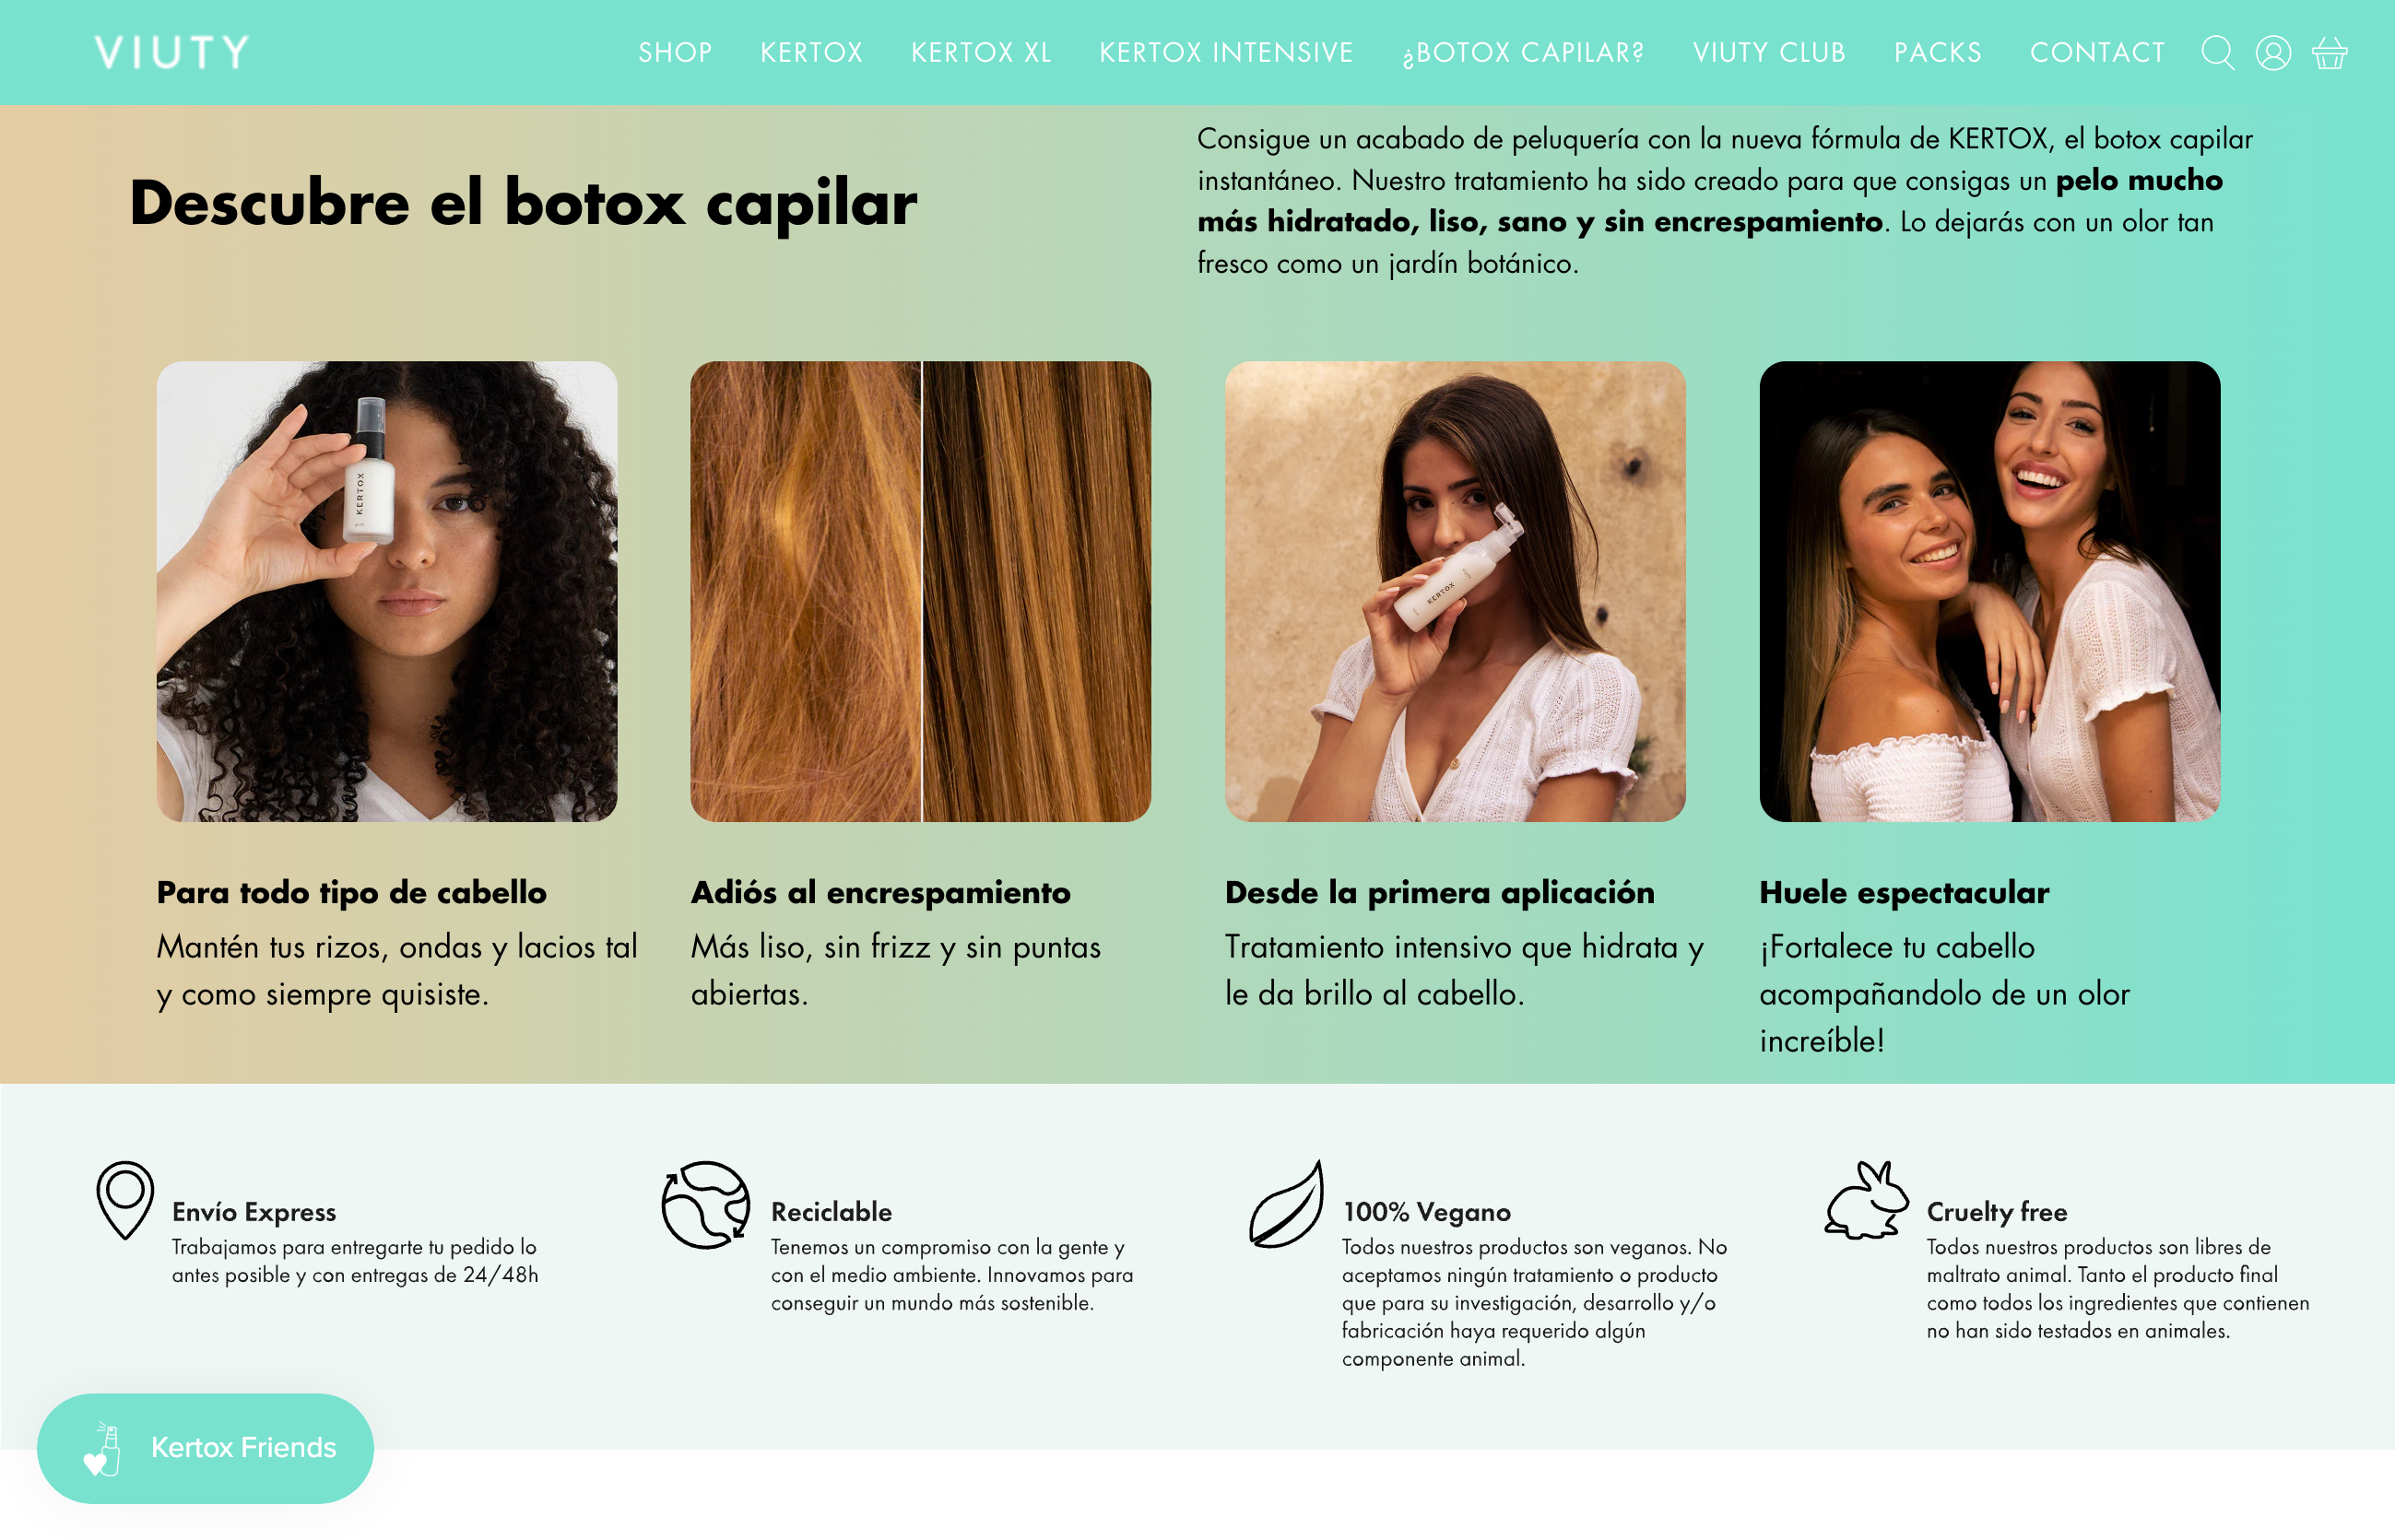 VIUTY
SHOP KERTOX KERTOX XL KERTOX INTENSIVE ¿BOTOX CAPILAR? VIUTY CLUB PACKS CONTACT
Descubre el botox capilar
Consigue un acabado de peluquería con la nueva fórmula de KERTOX, el botox capilar
instantáneo. Nuestro tratamiento ha sido creado para que consigas un pelo mucho
más hidratado, liso, sano y sin encrespamiento. Lo dejarás con un olor tan
fresco como un jardín botánico.
KERTOX
KERTOX
Para todo tipo de cabello
Mantén tus rizos, ondas y lacios tal
y como siempre quisiste.
Adiós al encrespamiento
Más liso, sin frizz y sin puntas
abiertas.
Desde la primera aplicación
Tratamiento intensivo que hidrata y
le da brillo al cabello.
Huele espectacular
¡Fortalece tu cabello
acompañandolo de un olor
increíble!
Envío Express
Trabajamos para entregarte tu pedido lo
antes posible y con entregas de 24/48h
Reciclable
Tenemos un compromiso con la gente y
con el medio ambiente. Innovamos para
conseguir un mundo más sostenible.
100% Vegano
Todos nuestros productos son veganos. No
aceptamos ningún tratamiento o producto
que para su investigación, desarrollo y/o
fabricación haya requerido algún
componente animal.
Cruelty free
Todos nuestros productos son libres de
maltrato animal. Tanto el producto final
como todos los ingredientes que contienen
no han sido testados en animales.
Kertox Friends